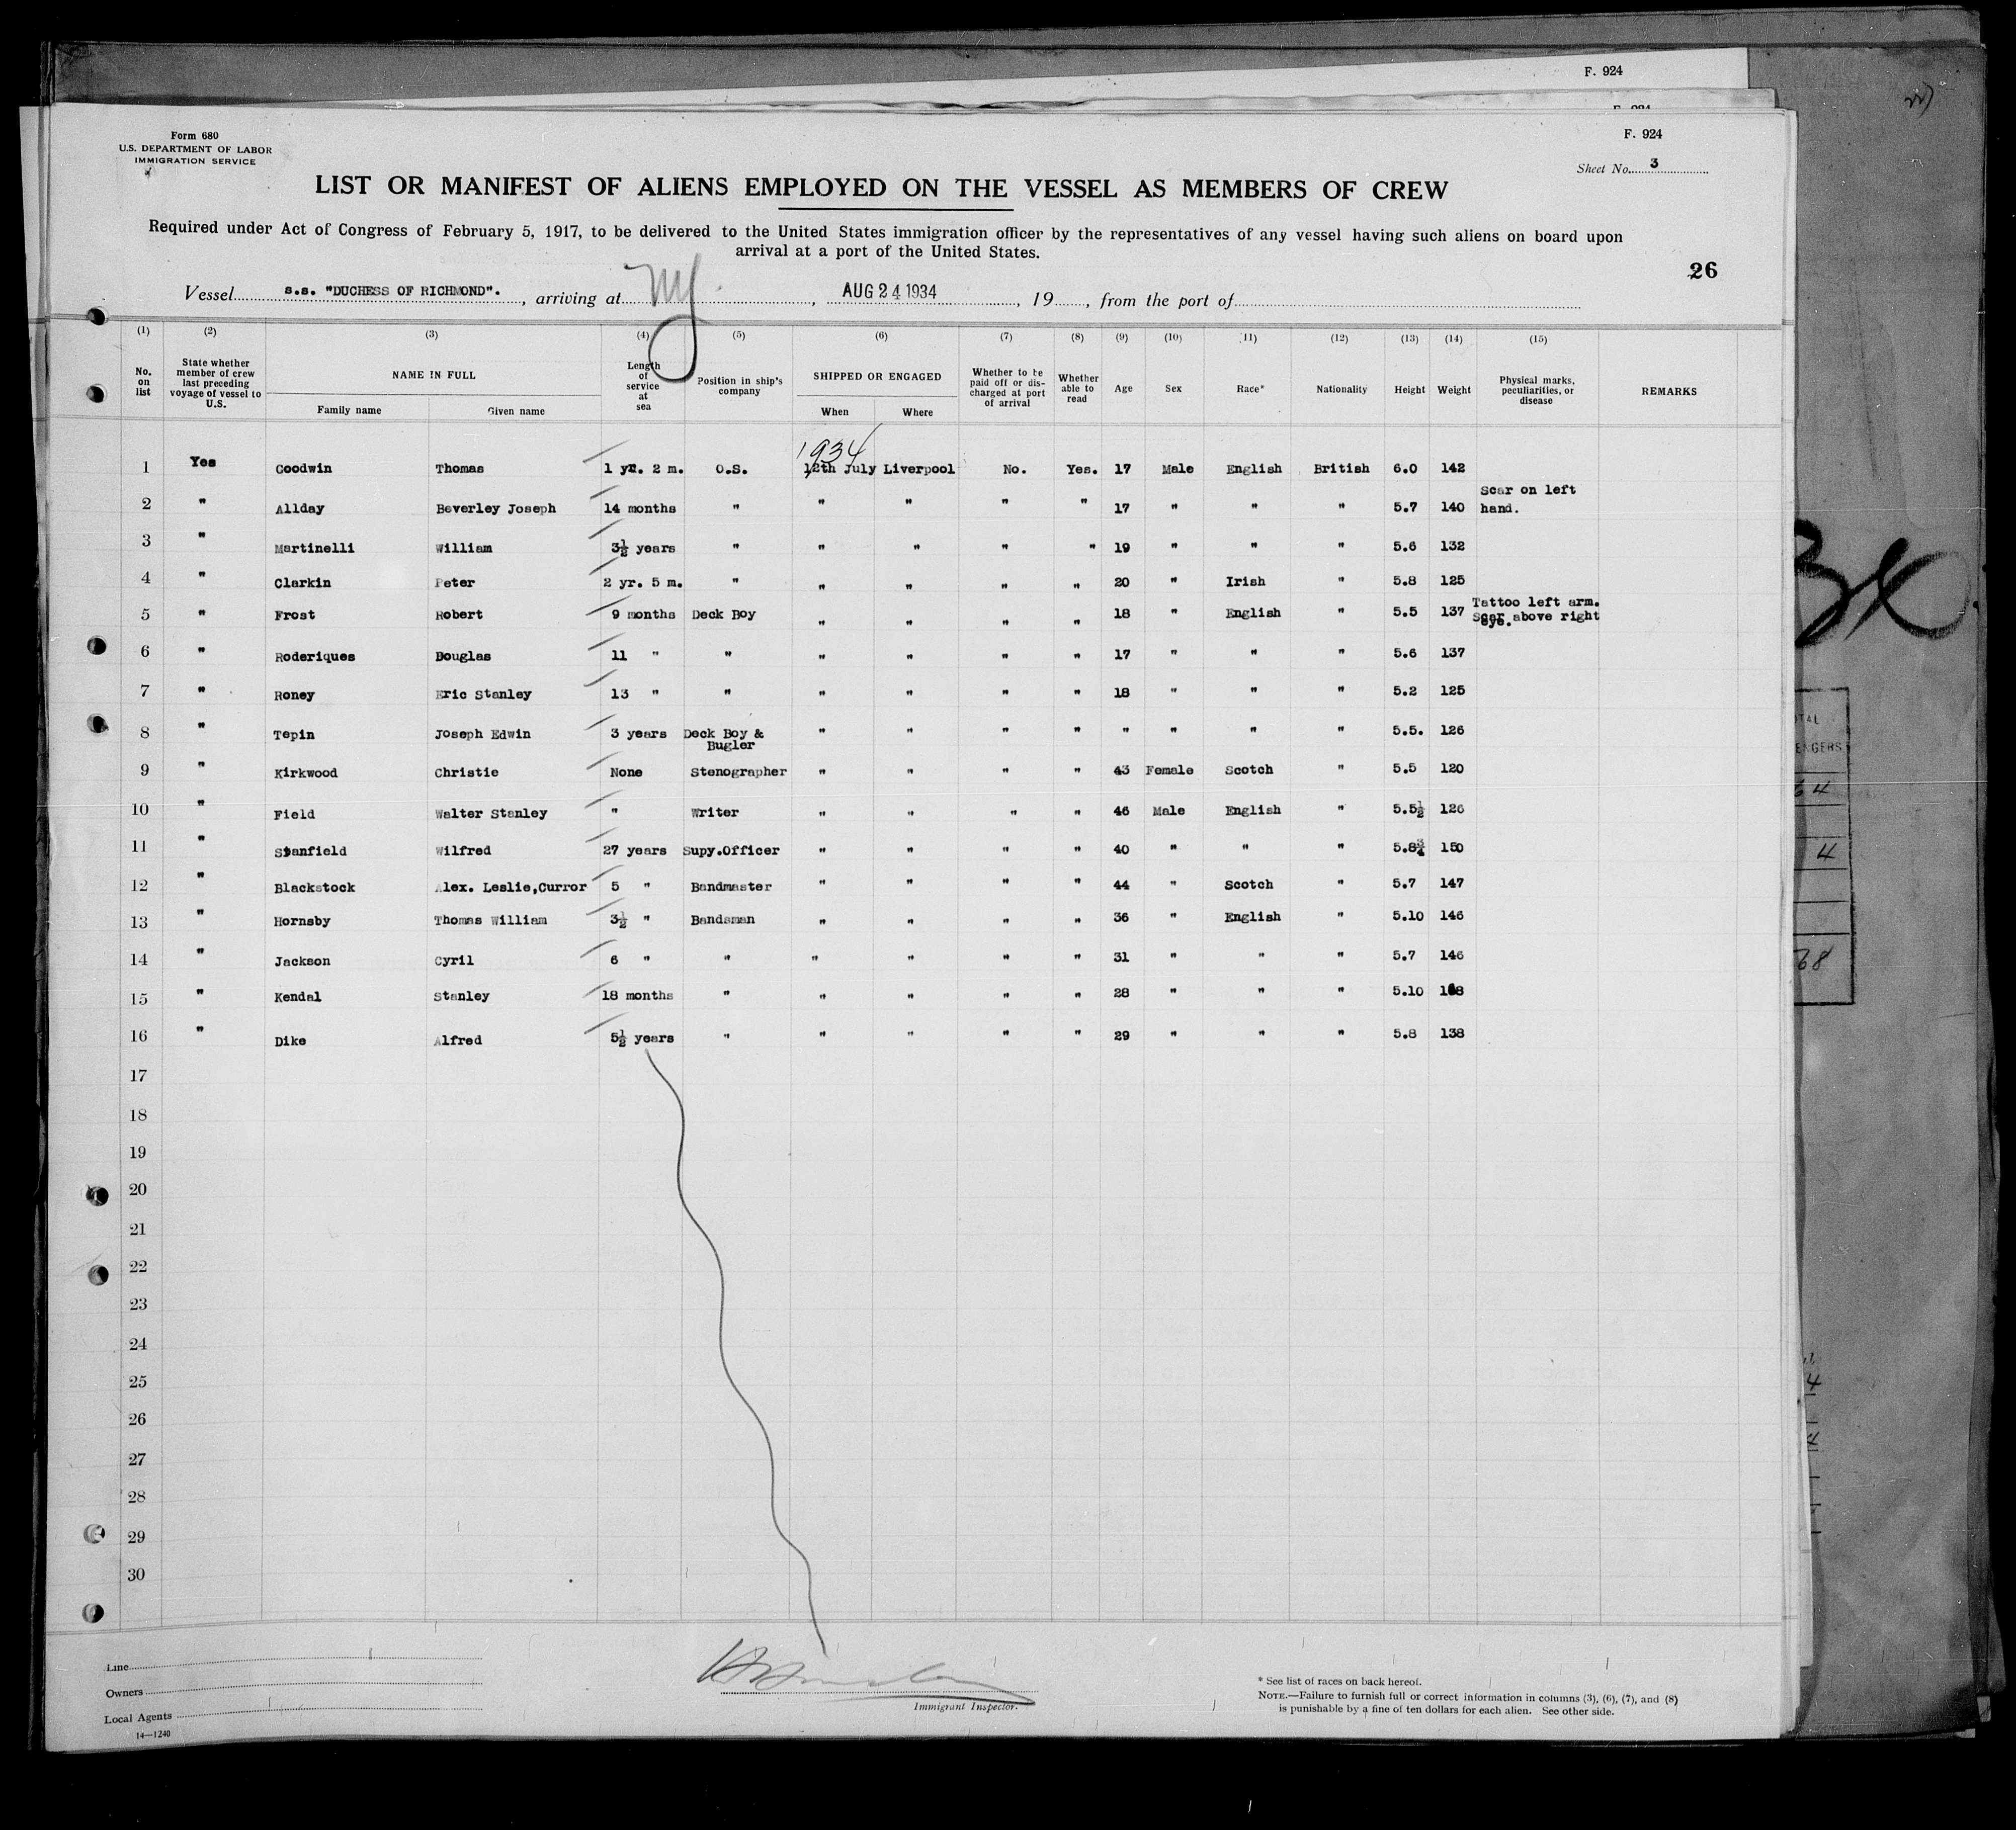 F. 924
F. 924
Form 680
U.S. DEPARTMENT OF LABOR
IMMIGRATION SERVICE
F. 924
Sheet No. 3
LIST OR MANIFEST OF ALIENS EMPLOYED ON THE VESSEL AS MEMBERS OF CREW
Required under Act of Congress of February 5, 1917, to be delivered to the United States immigration officer by the representatives of any vessel having such aliens on board upon
arrival at a port of the United States.
26
Vessel s.s. "DUCHESS OF RICHMOND". , arriving at NY , AUG 24 1934 , 19 , from the port of
(1) (2) (3) (4) (5) (6) (7) (8) (9) (10) (11) (12) (13) (14) (15)
No. on list
State whether member of crew last preceding voyage of vessel to U.S.
NAME IN FULL
Family name Given name
Length of service at sea
Position in ship's company
SHIPPED OR ENGAGED
When Where
Whether to be paid off or discharged at port of arrival
Whether able to read
Age
Sex
Race*
Nationality
Height
Weight
Physical marks, peculiarities, or disease
REMARKS
1934
1 Yes Goodwin Thomas 1 yr. 2 m. O.S. 12th July Liverpool No. Yes. 17 Male English British 6.0 142
2 " Allday Beverley Joseph 14 months " " " " " 17 " " " 5.7 140 Scar on left hand.
3 " Martinelli William 3½ years " " " " " 19 " " " 5.6 132
4 " Clarkin Peter 2 yr. 5 m. " " " " " 20 " Irish " 5.8 125
5 " Frost Robert 9 months Deck Boy " " " " 18 " English " 5.5 137 Tattoo left arm. Scar above right eye.
6 " Roderiques Douglas 11 " " " " " " 17 " " " 5.6 137
7 " Roney Eric Stanley 13 " " " " " " 18 " " " 5.2 125
8 " Tepin Joseph Edwin 3 years Deck Boy & Bugler " " " " " " " " 5.5. 126
9 " Kirkwood Christie None Stenographer " " " " 43 Female Scotch " 5.5 120
10 " Field Walter Stanley " Writer " " " " 46 Male English " 5.5½ 126
11 " Stanfield Wilfred 27 years Supy.Officer " " " " 40 " " " 5.8¾ 150
12 " Blackstock Alex. Leslie,Curror 5 " Bandmaster " " " " 44 " Scotch " 5.7 147
13 " Hornsby Thomas William 3½ " Bandsman " " " " 36 " English " 5.10 146
14 " Jackson Cyril 6 " " " " " " 31 " " " 5.7 146
15 " Kendal Stanley 18 months " " " " " 28 " " " 5.10
16 " Dike Alfred 5½ years " " " " " 29 " " " 5.8 138
17
18
19
20
21
22
23
24
25
26
27
28
29
30
Line
Owners
Local Agents
14—1240
Immigrant Inspector.
* See list of races on back hereof.
NOTE.—Failure to furnish full or correct information in columns (3), (6), (7), and (8)
is punishable by a fine of ten dollars for each alien. See other side.